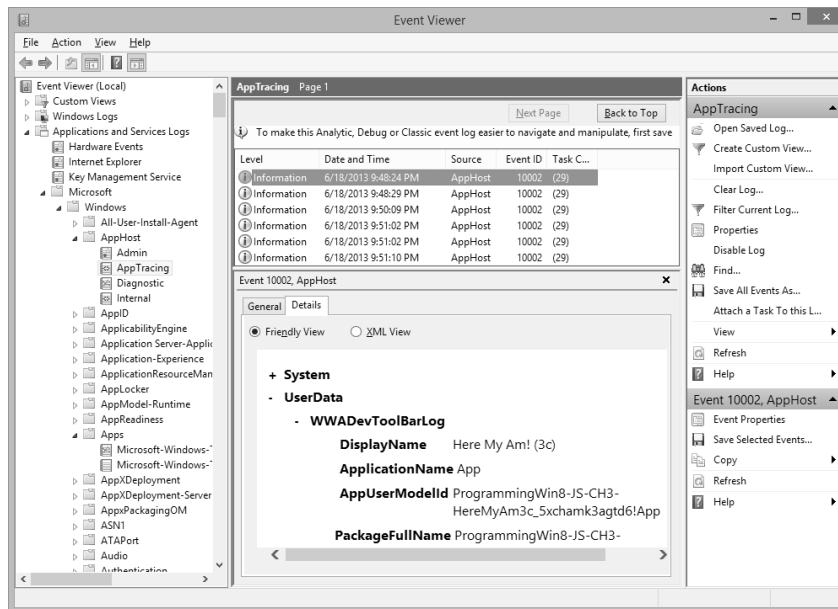 Event Viewer
File Action View Help
Event Viewer (Local)
Custom Views
Windows Logs
Applications and Services Logs
Hardware Events
Internet Explorer
Key Management Service
Microsoft
Windows
All-User-Install-Agent
AppHost
Admin
AppTracing
Diagnostic
Internal
AppID
ApplicabilityEngine
Application Server-Applic
Application-Experience
ApplicationResourceMan
AppLocker
AppModel-Runtime
AppReadiness
Apps
Microsoft-Windows-
Microsoft-Windows-
AppXDeployment
AppXDeployment-Server
AppxPackagingOM
ASN1
ATAPort
Audio
Authentication
AppTracing Page 1
Next Page Back to Top
To make this Analytic, Debug or Classic event log easier to navigate and manipulate, first save
Level Date and Time Source Event ID Task C...
Information 6/18/2013 9:48:24 PM AppHost 10002 (29)
Information 6/18/2013 9:48:29 PM AppHost 10002 (29)
Information 6/18/2013 9:50:09 PM AppHost 10002 (29)
Information 6/18/2013 9:51:02 PM AppHost 10002 (29)
Information 6/18/2013 9:51:02 PM AppHost 10002 (29)
Information 6/18/2013 9:51:10 PM AppHost 10002 (29)
Event 10002, AppHost
General Details
Friendly View XML View
+ System
- UserData
- WWADevToolBarLog
DisplayName Here My Am! (3c)
ApplicationName App
AppUserModelId ProgrammingWin8-JS-CH3-
HereMyAm3c_5xchamk3agtd6!App
PackageFullName ProgrammingWin8-JS-CH3-
Actions
AppTracing
Open Saved Log...
Create Custom View...
Import Custom View...
Clear Log...
Filter Current Log...
Properties
Disable Log
Find...
Save All Events As...
Attach a Task To this L...
View
Refresh
Help
Event 10002, AppHost
Event Properties
Save Selected Events...
Copy
Refresh
Help